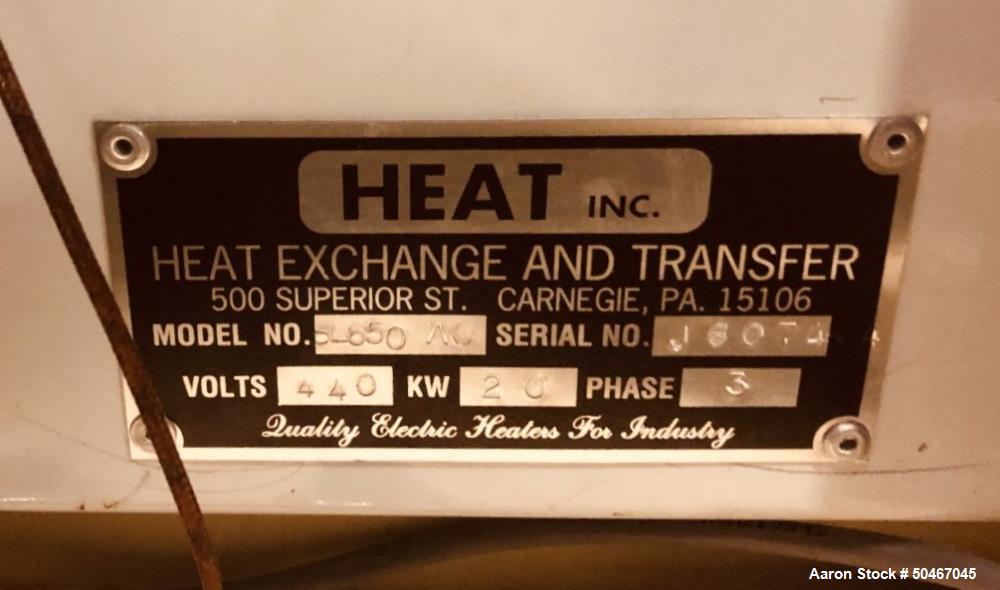 HEAT INC.
HEAT EXCHANGE AND TRANSFER
500 SUPERIOR ST. CARNEGIE, PA. 15106
MODEL NO. SL650 SERIAL NO.
VOLTS 440 KW 20 PHASE 3
Quality Electric Heaters For Industry
Aaron Stock # 50467045